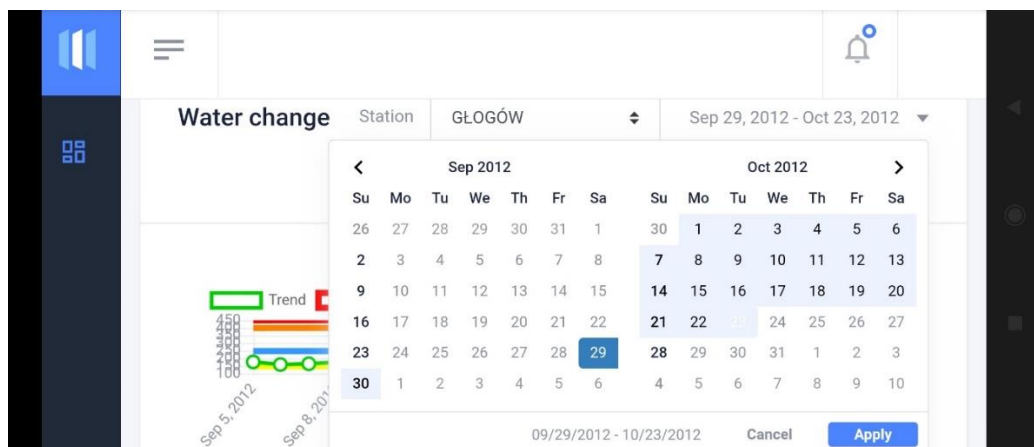 Water change Station GŁOGÓW Sep 29, 2012 - Oct 23, 2012
Sep 2012 Oct 2012
Su Mo Tu We Th Fr Sa Su Mo Tu We Th Fr Sa
26 27 28 29 30 31 1 30 1 2 3 4 5 6
2 3 4 5 6 7 8 7 8 9 10 11 12 13
9 10 11 12 13 14 15 14 15 16 17 18 19 20
16 17 18 19 20 21 22 21 22 23 24 25 26 27
23 24 25 26 27 28 29 28 29 30 31 1 2 3
30 1 2 3 4 5 6 4 5 6 7 8 9 10
09/29/2012 - 10/23/2012 Cancel Apply
Trend
450
400
150
100
Sep 5, 2012
Sep 8, 201